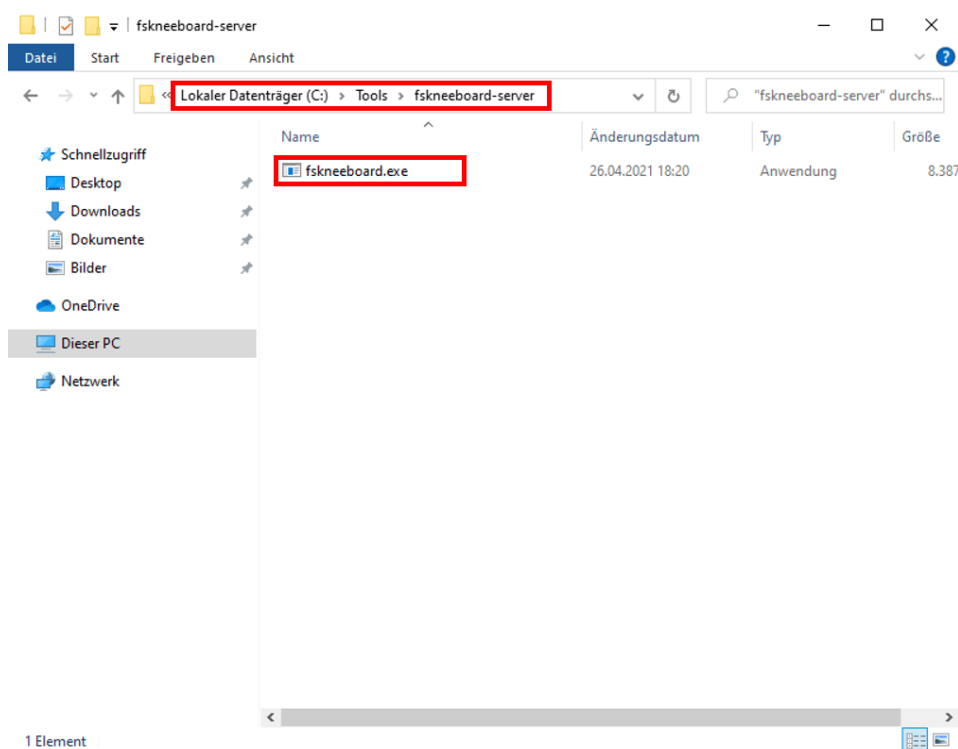 fskneeboard-server
Datei Start Freigeben Ansicht
Lokaler Datenträger (C:) Tools fskneeboard-server "fskneeboard-server" durchs...
Name Änderungsdatum Typ Größe
Schnellzugriff
fskneeboard.exe 26.04.2021 18:20 Anwendung 8.387
Desktop
Downloads
Dokumente
Bilder
OneDrive
Dieser PC
Netzwerk
1 Element